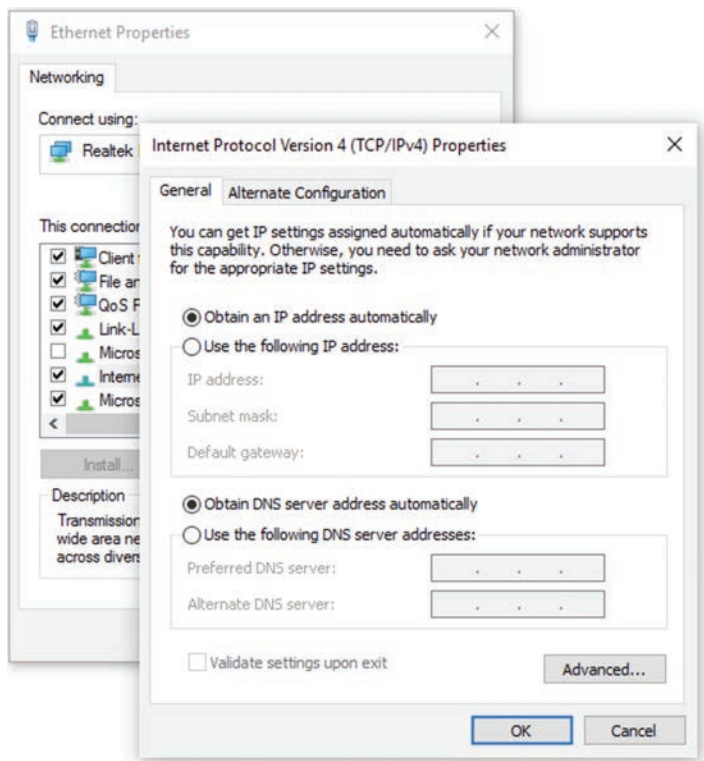 Ethernet Properties
Networking
Connect using:
Realtek
This connection
Client
File an
QoS
Link-L
Micros
Interne
Micros
Install...
Description
Transmission
wide area ne
across divers
Internet Protocol Version 4 (TCP/IPv4) Properties
General Alternate Configuration
You can get IP settings assigned automatically if your network supports
this capability. Otherwise, you need to ask your network administrator
for the appropriate IP settings.
Obtain an IP address automatically
Use the following IP address:
IP address:
Subnet mask:
Default gateway:
Obtain DNS server address automatically
Use the following DNS server addresses:
Preferred DNS server:
Alternate DNS server:
Validate settings upon exit
Advanced...
OK Cancel